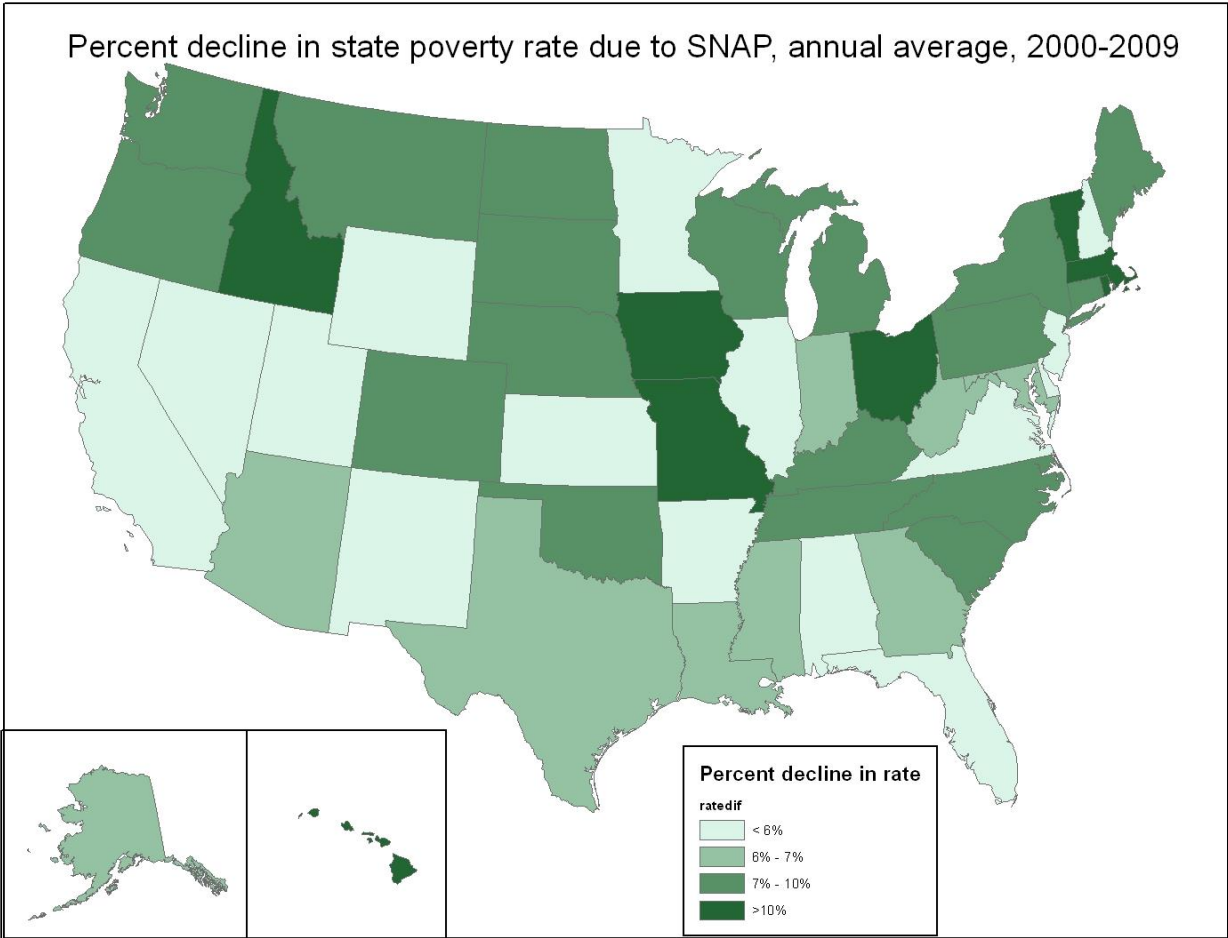 Percent decline in state poverty rate due to SNAP, annual average, 2000-2009
Percent decline in rate
ratedif
< 6%
6% - 7%
7% - 10%
>10%